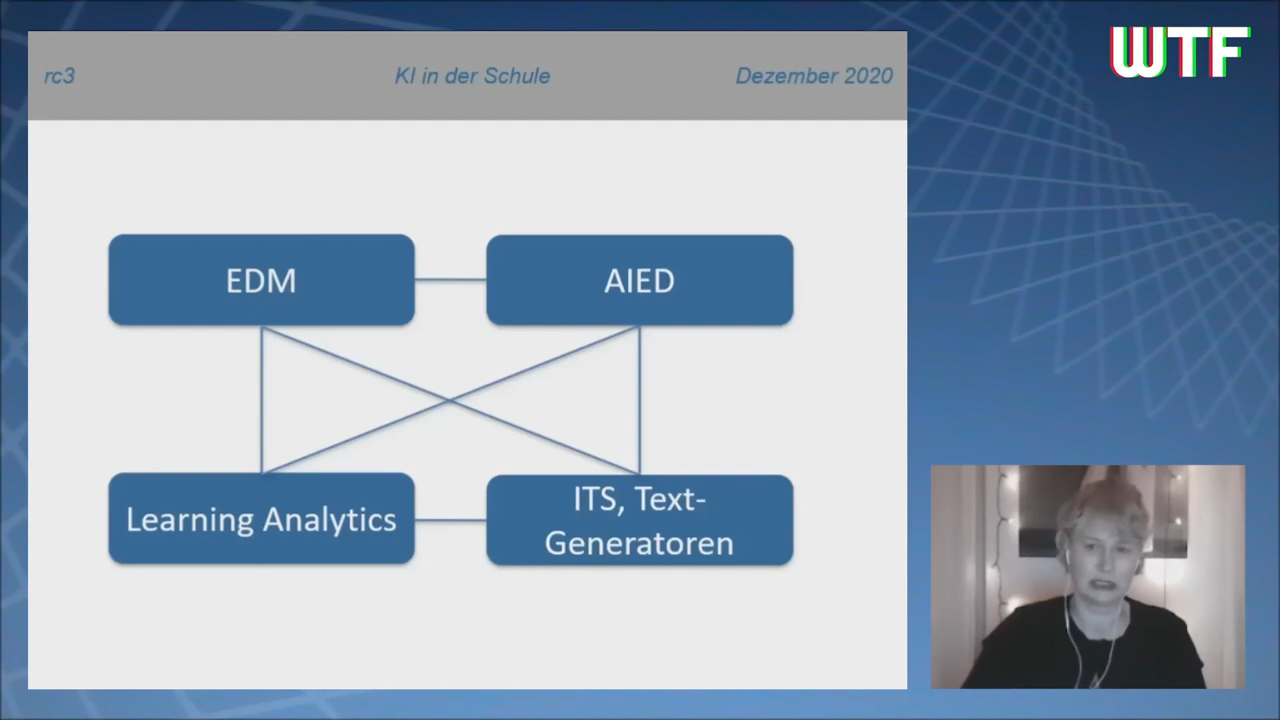 rc3 KI in der Schule Dezember 2020
WTF
EDM
AIED
Learning Analytics
ITS, Text-
Generatoren